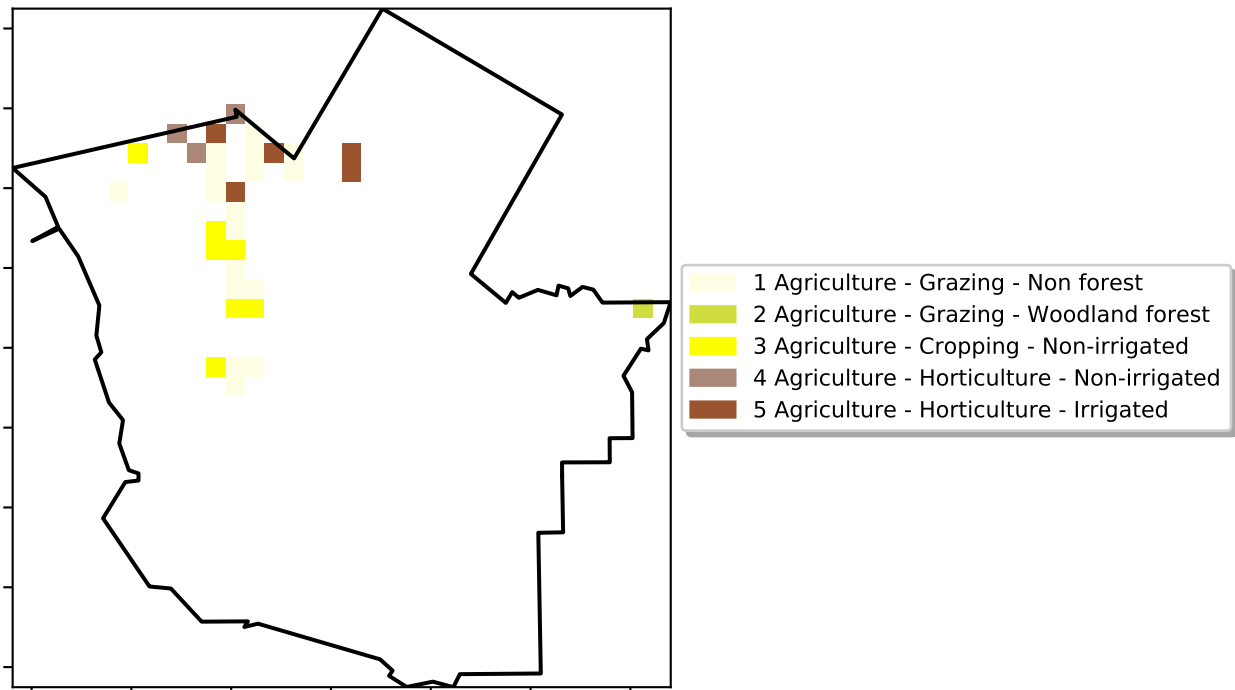 1 Agriculture - Grazing - Non forest
2 Agriculture - Grazing - Woodland forest
3 Agriculture - Cropping - Non-irrigated
4 Agriculture - Horticulture - Non-irrigated
5 Agriculture - Horticulture - Irrigated